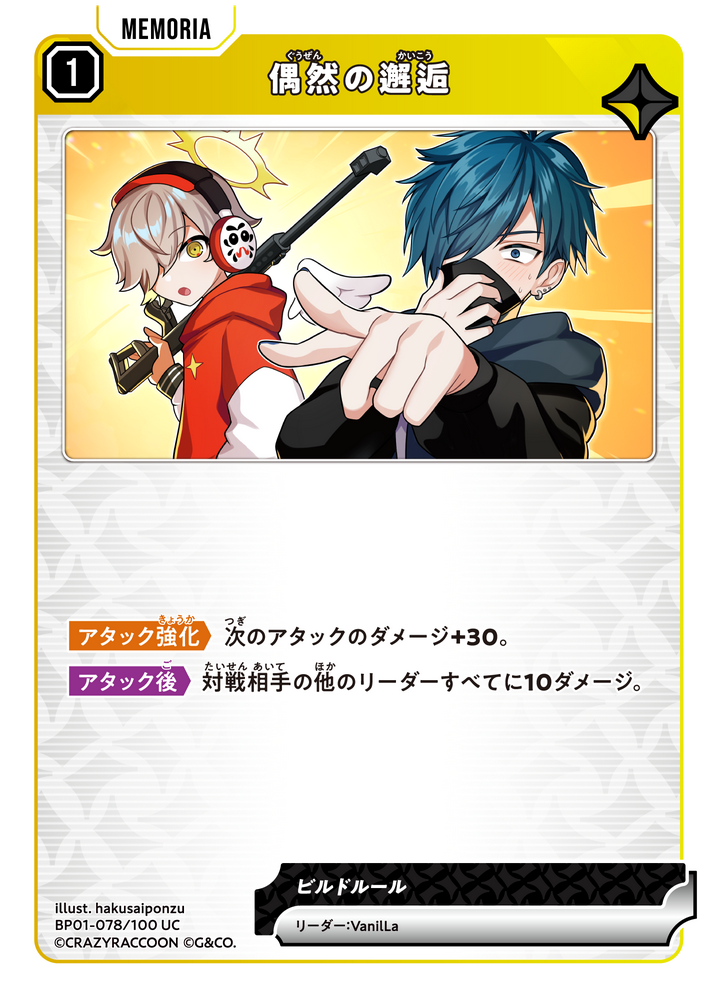 MEMORIA
1
ぐうぜん かいこう
偶然の邂逅
きょうか つぎ
アタック強化 次のアタックのダメージ+30。
ご たいせん あいて ほか
アタック後 対戦相手の他のリーダーすべてに10ダメージ。
ビルドルール
リーダー:VanilLa
illust. hakusaiponzu
BP01-078/100 UC
©CRAZYRACCOON ©G&CO.